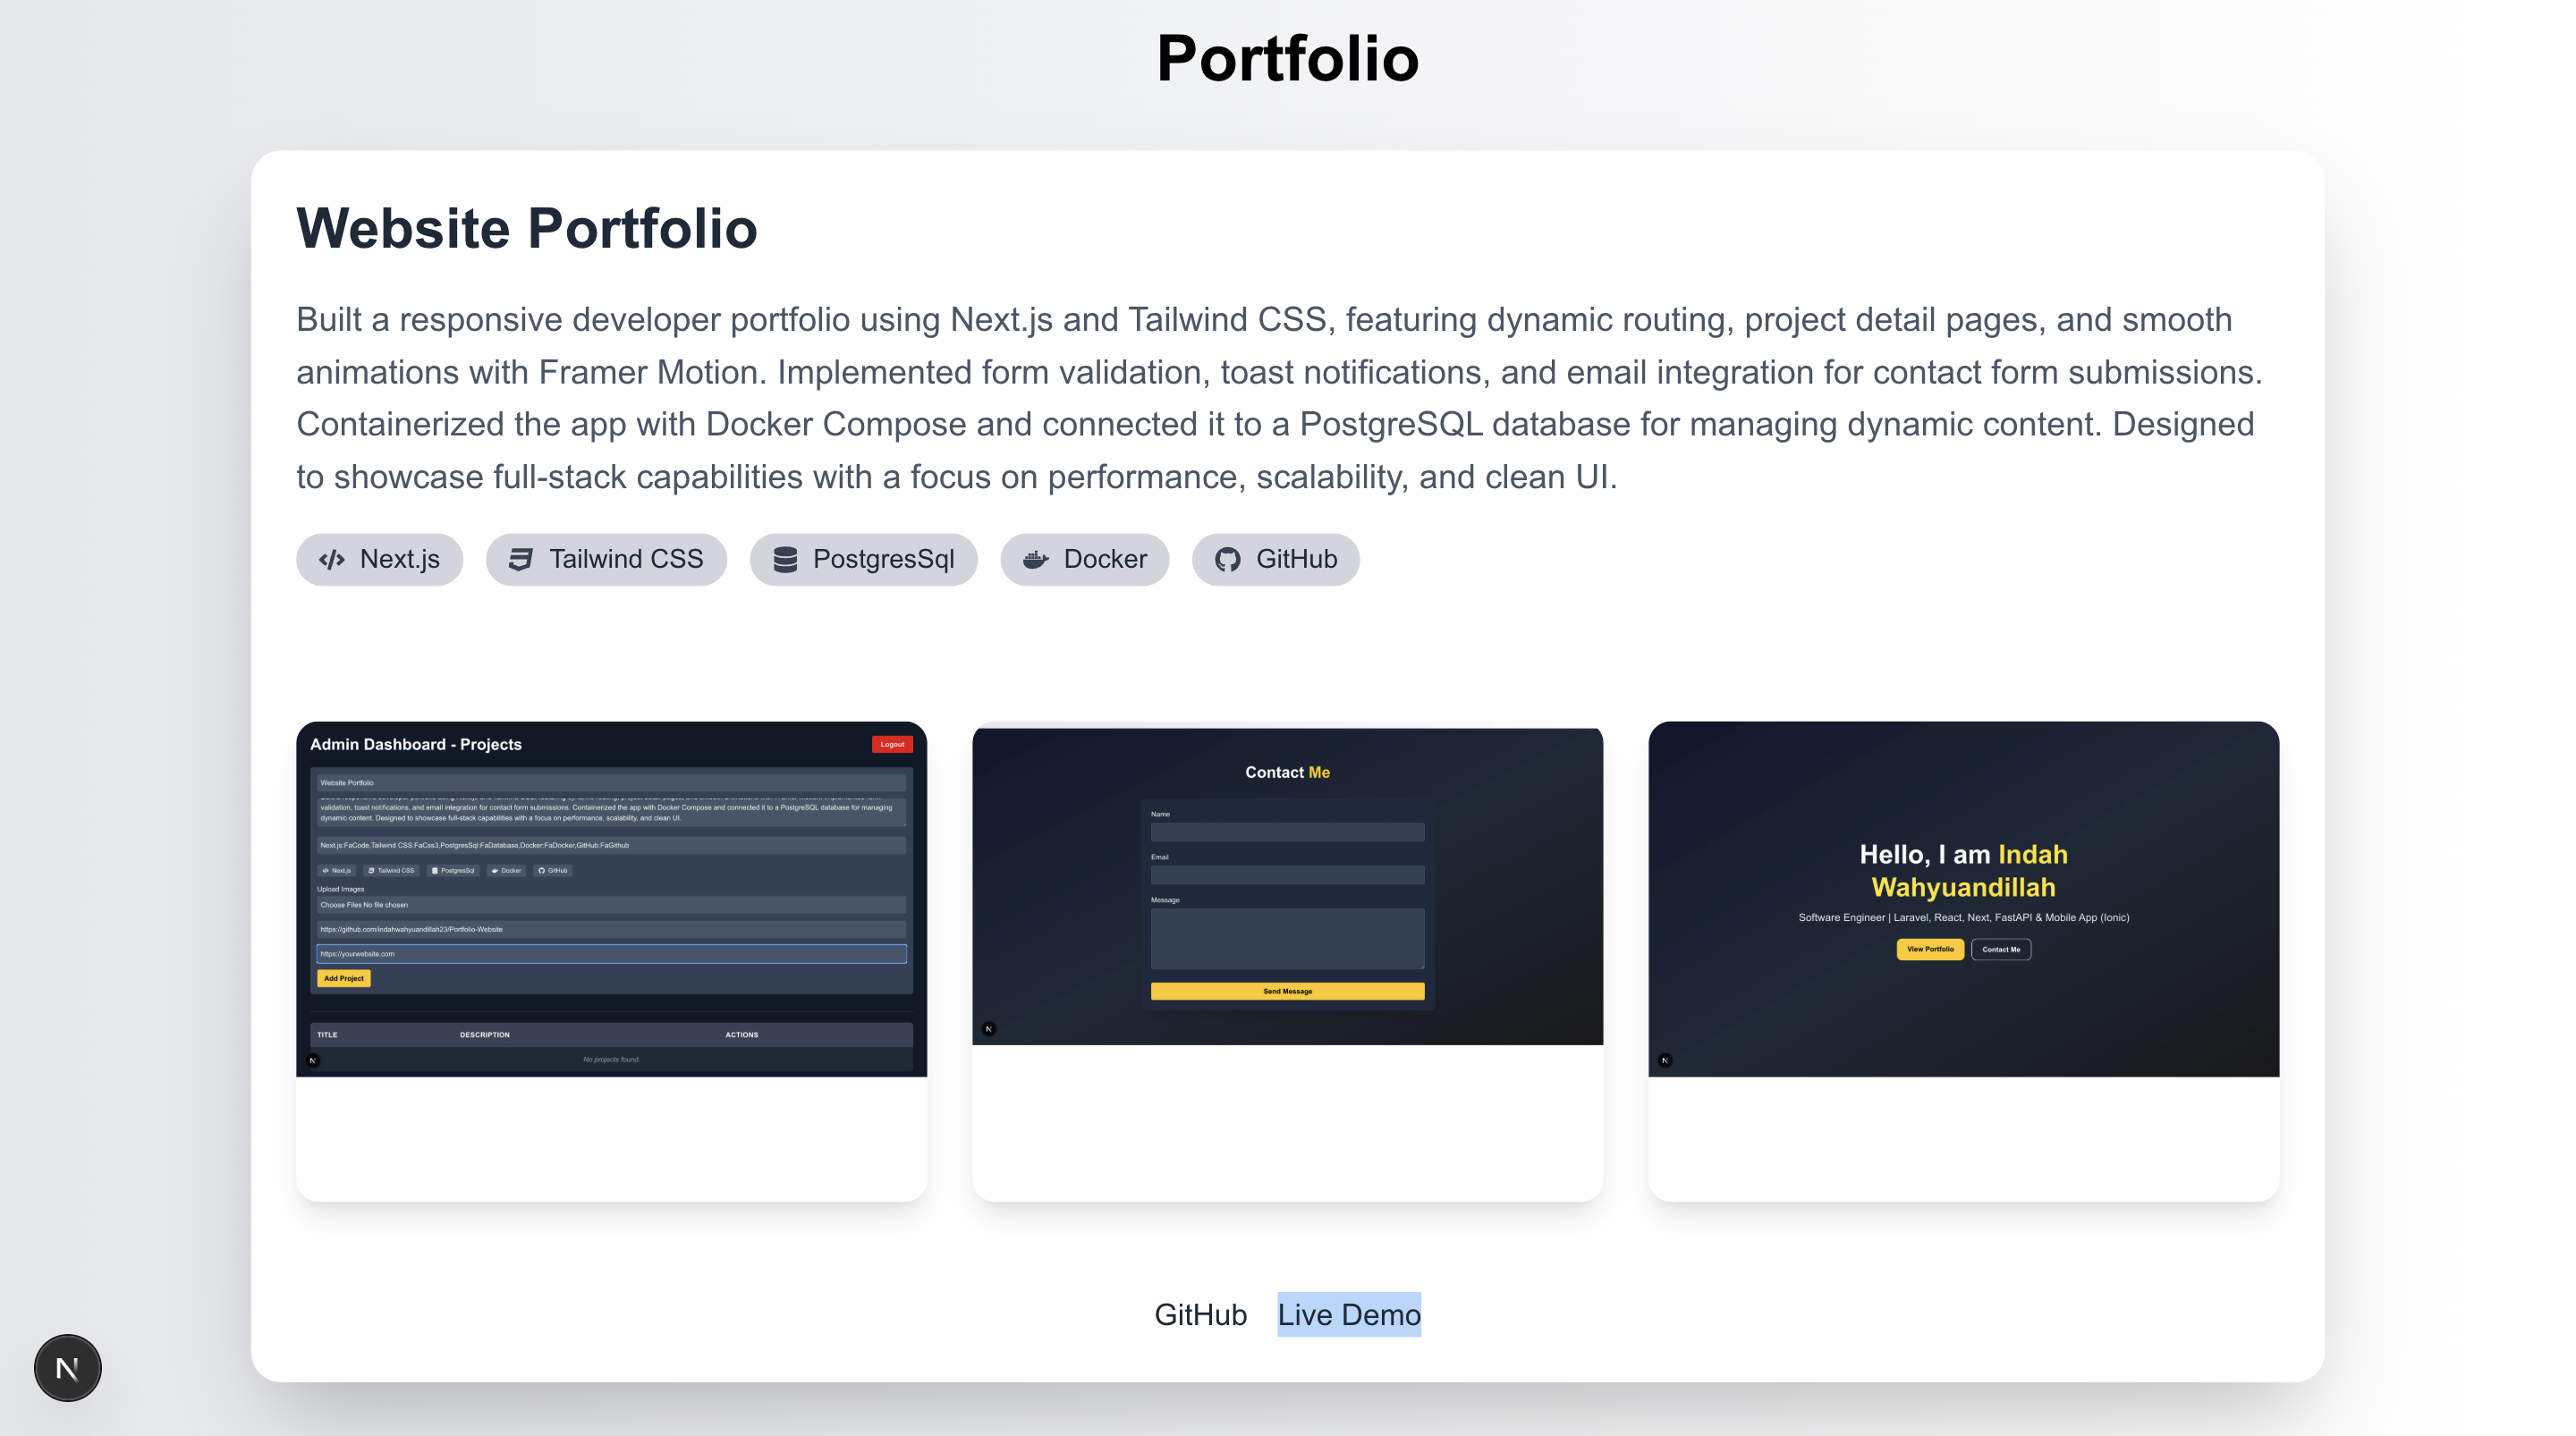 Portfolio
Website Portfolio
Built a responsive developer portfolio using Next.js and Tailwind CSS, featuring dynamic routing, project detail pages, and smooth
animations with Framer Motion. Implemented form validation, toast notifications, and email integration for contact form submissions.
Containerized the app with Docker Compose and connected it to a PostgreSQL database for managing dynamic content. Designed
to showcase full-stack capabilities with a focus on performance, scalability, and clean UI.
Next.js Tailwind CSS PostgresSql Docker GitHub
Admin Dashboard - Projects Logout
Website Portfolio
validation, toast notifications, and email integration for contact form submissions. Containerized the app with Docker Compose and connected it to a PostgreSQL database for managing
dynamic content. Designed to showcase full-stack capabilities with a focus on performance, scalability, and clean UI.
Next.js:FaCode,Tailwind CSS:FaCss3,PostgresSql:FaDatabase,Docker:FaDocker,GitHub:FaGithub
Next.js Tailwind CSS PostgresSql Docker GitHub
Upload Images
Choose Files No file chosen
https://github.com/indahwahyuandillah23/Portfolio-Website
https://yourwebsite.com
Add Project
TITLE DESCRIPTION ACTIONS
No projects found.
N
Contact Me
Name
Email
Message
Send Message
N
Hello, I am Indah
Wahyuandillah
Software Engineer | Laravel, React, Next, FastAPI & Mobile App (Ionic)
View Portfolio Contact Me
N
GitHub Live Demo
N